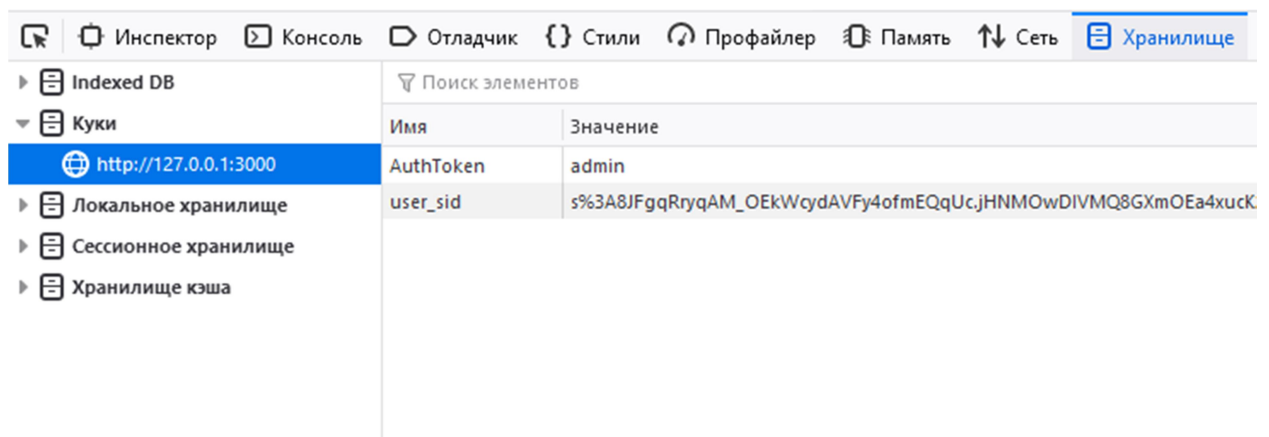 Инспектор Консоль Отладчик {} Стили Профайлер Память Сеть Хранилище
Indexed DB
Поиск элементов
Куки
Имя Значение
http://127.0.0.1:3000
AuthToken admin
Локальное хранилище
user_sid s%3A8JFgqRryqAM_OEkWcydAVFy4ofmEQqUc.jHNMOwDIVMQ8GXmOEa4xucK
Сессионное хранилище
Хранилище кэша